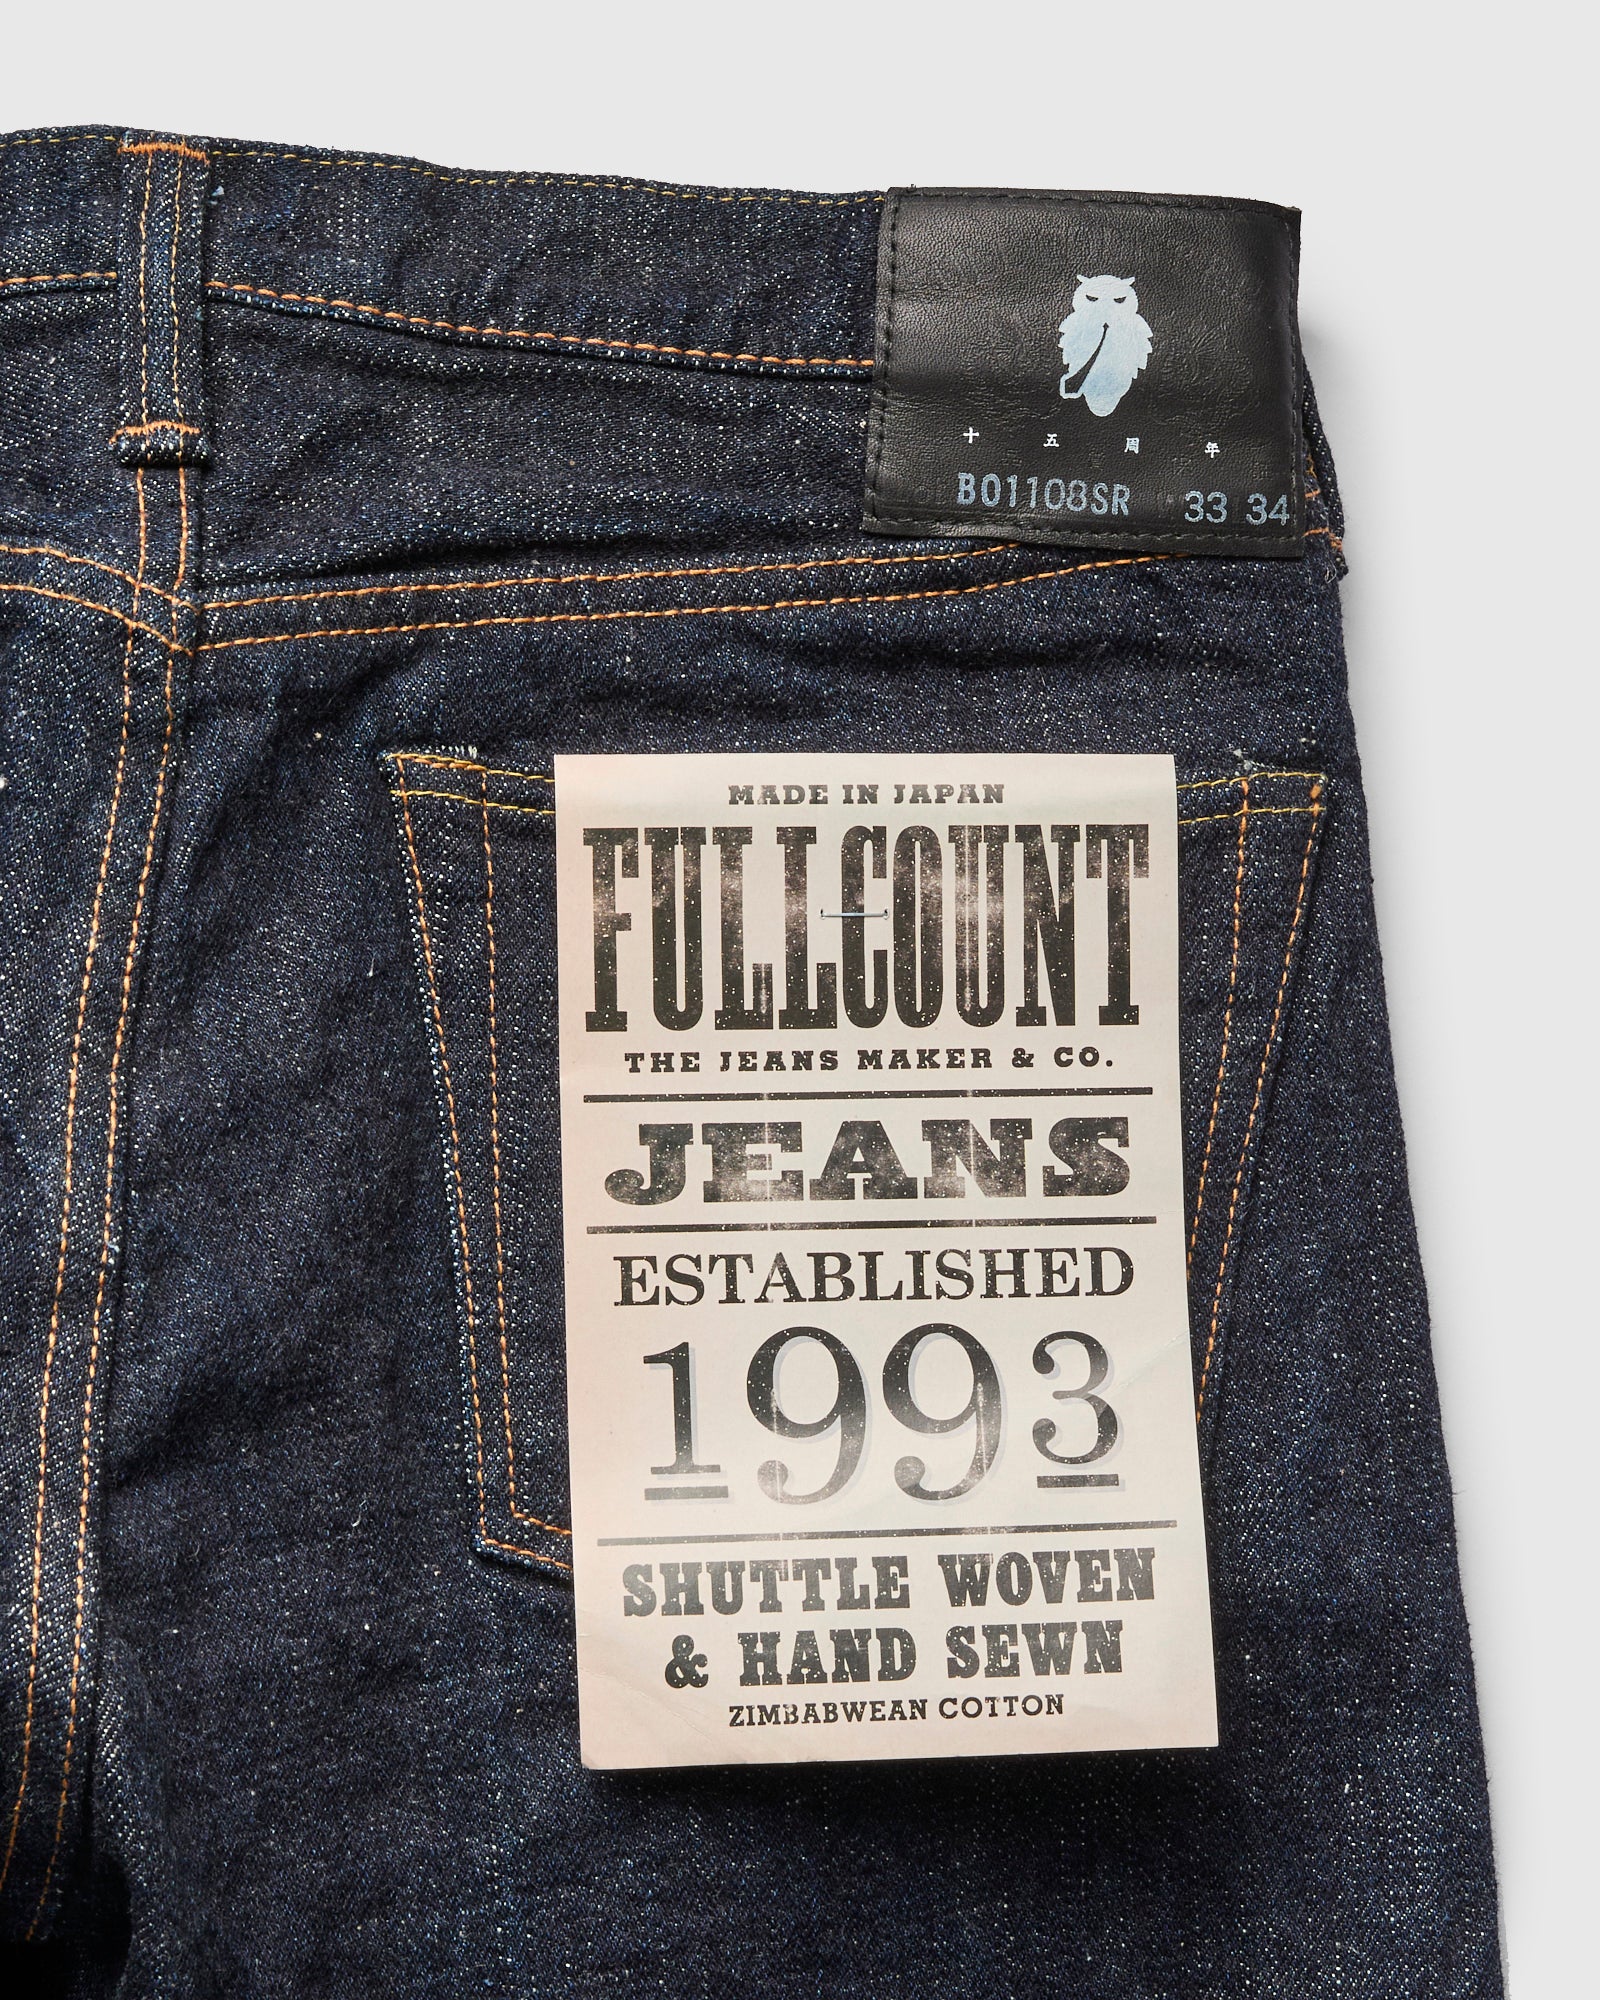 十 五 周 年
B01108SR 33 34
MADE IN JAPAN
FULLCOUNT
THE JEANS MAKER & CO.
JEANS
ESTABLISHED
1993
SHUTTLE WOVEN
& HAND SEWN
ZIMBABWEAN COTTON